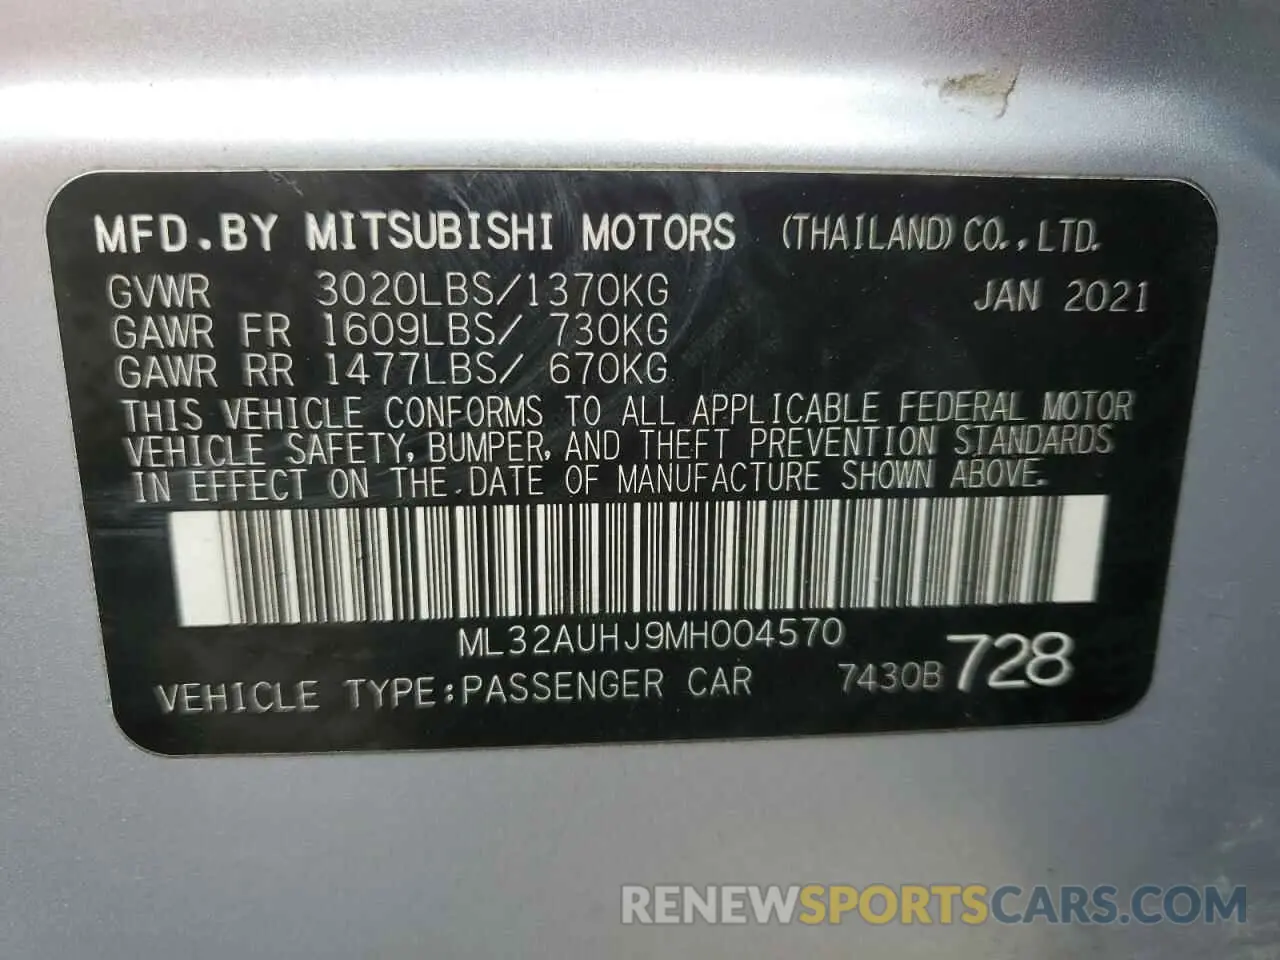 MFD.BY MITSUBISHI MOTORS (THAILAND) CO.,LTD.
GVWR 3020LBS/1370KG JAN 2021
GAWR FR 1609LBS/ 730KG
GAWR RR 1477LBS/ 670KG
THIS VEHICLE CONFORMS TO ALL APPLICABLE FEDERAL MOTOR
VEHICLE SAFETY, BUMPER, AND THEFT PREVENTION STANDARDS
IN EFFECT ON THE DATE OF MANUFACTURE SHOWN ABOVE.
ML32AUHJ9MH004570
VEHICLE TYPE:PASSENGER CAR 7430B 728
RENEWSPORTSCARS.COM